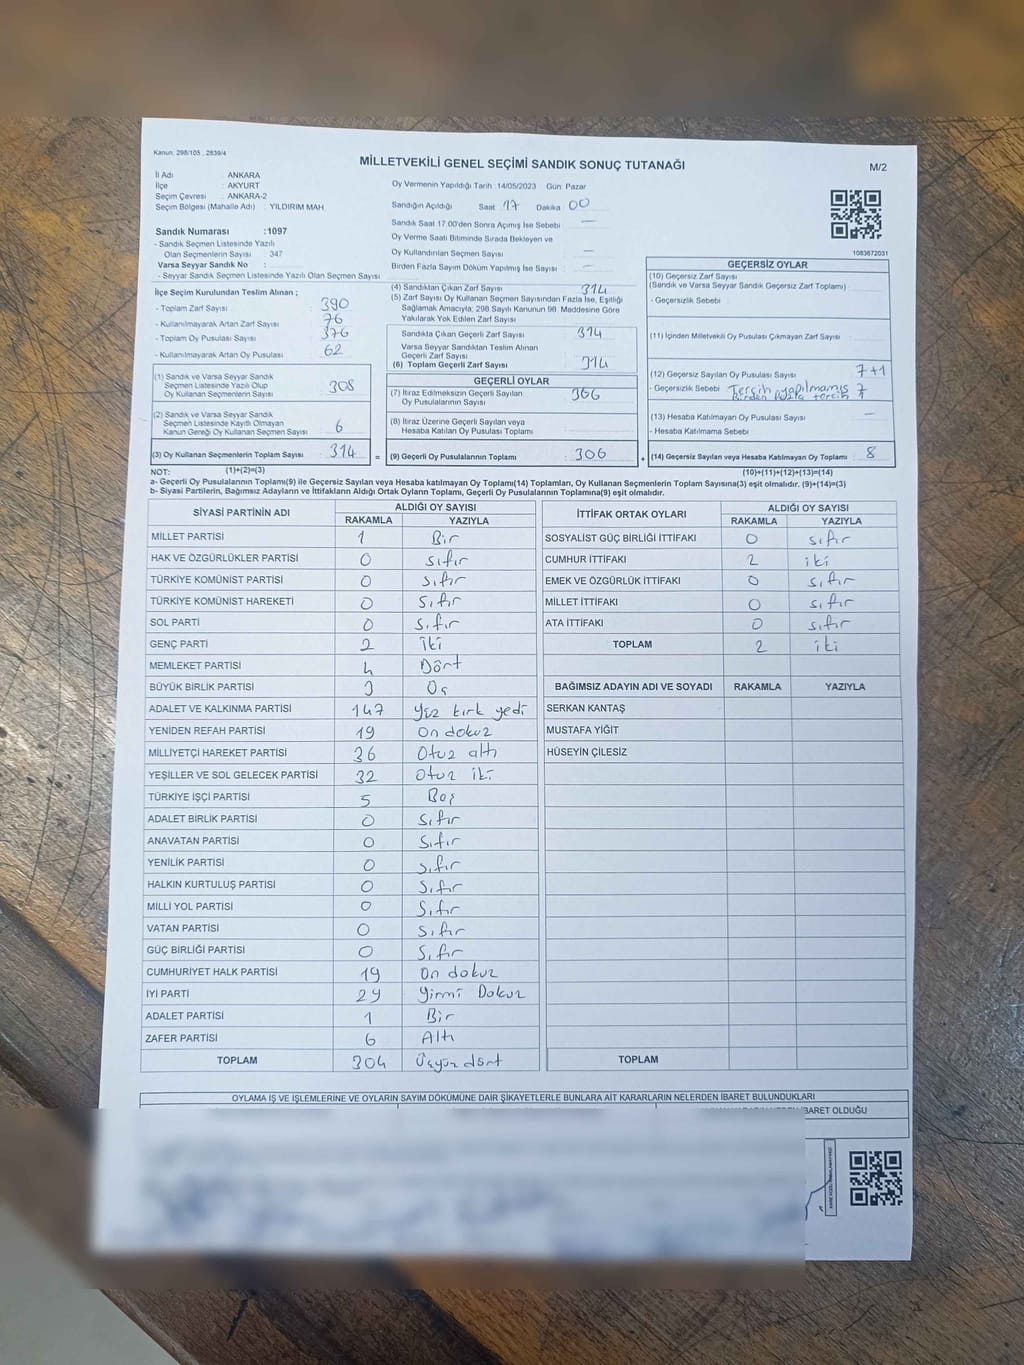 Kanun: 298/105 , 2839/4
MİLLETVEKİLİ GENEL SEÇİMİ SANDIK SONUÇ TUTANAĞI
M/2
İl Adı : ANKARA
İlçe : AKYURT
Seçim Çevresi : ANKARA-2
Seçim Bölgesi (Mahalle Adı) : YILDIRIM MAH.
Sandık Numarası :1097
- Sandık Seçmen Listesinde Yazılı
Olan Seçmenlerin Sayısı : 347
Varsa Seyyar Sandık No :
- Seyyar Sandık Seçmen Listesinde Yazılı Olan Seçmen Sayısı :
Oy Vermenin Yapıldığı Tarih :14/05/2023 Gün: Pazar
Sandığın Açıldığı Saat 17 Dakika 00
Sandık Saat 17.00'den Sonra Açılmış İse Sebebi : —
Oy Verme Saati Bitiminde Sırada Bekleyen ve
Oy Kullandırılan Seçmen Sayısı : —
Birden Fazla Sayım Döküm Yapılmış İse Sayısı : —
1083672031
İlçe Seçim Kurulundan Teslim Alınan ;
- Toplam Zarf Sayısı : 390
- Kullanılmayarak Artan Zarf Sayısı : 76
- Toplam Oy Pusulası Sayısı : 376
- Kullanılmayarak Artan Oy Pusulası : 62
(1) Sandık ve Varsa Seyyar Sandık
Seçmen Listesinde Yazılı Olup
Oy Kullanan Seçmenlerin Sayısı : 308
(2) Sandık ve Varsa Seyyar Sandık
Seçmen Listesinde Kayıtlı Olmayan
Kanun Gereği Oy Kullanan Seçmen Sayısı : 6
(3) Oy Kullanan Seçmenlerin Toplam Sayısı : 314 =
(4) Sandıktan Çıkan Zarf Sayısı : 314
(5) Zarf Sayısı Oy Kullanan Seçmen Sayısından Fazla İse, Eşitliği
Sağlamak Amacıyla; 298 Sayılı Kanunun 98. Maddesine Göre
Yakılarak Yok Edilen Zarf Sayısı :
Sandıkta Çıkan Geçerli Zarf Sayısı : 314
Varsa Seyyar Sandıktan Teslim Alınan
Geçerli Zarf Sayısı :
(6) Toplam Geçerli Zarf Sayısı : 314
GEÇERLİ OYLAR
(7) İtiraz Edilmeksizin Geçerli Sayılan
Oy Pusulalarının Sayısı : 306
(8) İtiraz Üzerine Geçerli Sayılan veya
Hesaba Katılan Oy Pusulası Toplamı :
(9) Geçerli Oy Pusulalarının Toplamı : 306 +
GEÇERSİZ OYLAR
(10) Geçersiz Zarf Sayısı
(Sandık ve Varsa Seyyar Sandık Geçersiz Zarf Toplamı) :
- Geçersizlik Sebebi :
(11) İçinden Milletvekili Oy Pusulası Çıkmayan Zarf Sayısı :
(12) Geçersiz Sayılan Oy Pusulası Sayısı : 7+1
- Geçersizlik Sebebi : Tercih yapılmamış 7
Birden fazla tercih
(13) Hesaba Katılmayan Oy Pusulası Sayısı : —
- Hesaba Katılmama Sebebi :
(14) Geçersiz Sayılan veya Hesaba Katılmayan Oy Toplamı : 8
NOT: (1)+(2)=(3) (10)+(11)+(12)+(13)=(14)
a- Geçerli Oy Pusulalarının Toplamı(9) ile Geçersiz Sayılan veya Hesaba katılmayan Oy Toplamı(14) Toplamları, Oy Kullanan Seçmenlerin Toplam Sayısına(3) eşit olmalıdır. (9)+(14)=(3)
b- Siyasi Partilerin, Bağımsız Adayların ve İttifakların Aldığı Ortak Oyların Toplamı, Geçerli Oy Pusulalarının Toplamına(9) eşit olmalıdır.
SİYASİ PARTİNİN ADI ALDIĞI OY SAYISI
RAKAMLA YAZIYLA
MİLLET PARTİSİ 1 Bir
HAK VE ÖZGÜRLÜKLER PARTİSİ 0 sıfır
TÜRKİYE KOMÜNİST PARTİSİ 0 sıfır
TÜRKİYE KOMÜNİST HAREKETİ 0 Sıfır
SOL PARTİ 0 sıfır
GENÇ PARTİ 2 İki
MEMLEKET PARTİSİ 4 Dört
BÜYÜK BİRLİK PARTİSİ 3 Üç
ADALET VE KALKINMA PARTİSİ 147 Yüz kırk yedi
YENİDEN REFAH PARTİSİ 19 On dokuz
MİLLİYETÇİ HAREKET PARTİSİ 36 Otuz altı
YEŞİLLER VE SOL GELECEK PARTİSİ 32 Otuz iki
TÜRKİYE İŞÇİ PARTİSİ 5 Beş
ADALET BİRLİK PARTİSİ 0 Sıfır
ANAVATAN PARTİSİ 0 Sıfır
YENİLİK PARTİSİ 0 sıfır
HALKIN KURTULUŞ PARTİSİ 0 Sıfır
MİLLİ YOL PARTİSİ 0 Sıfır
VATAN PARTİSİ 0 Sıfır
GÜÇ BİRLİĞİ PARTİSİ 0 Sıfır
CUMHURİYET HALK PARTİSİ 19 On dokuz
İYİ PARTİ 29 Yirmi Dokuz
ADALET PARTİSİ 1 Bir
ZAFER PARTİSİ 6 Altı
TOPLAM 304 Üçyüz dört
İTTİFAK ORTAK OYLARI ALDIĞI OY SAYISI
RAKAMLA YAZIYLA
SOSYALİST GÜÇ BİRLİĞİ İTTİFAKI 0 sıfır
CUMHUR İTTİFAKI 2 iki
EMEK VE ÖZGÜRLÜK İTTİFAKI 0 sıfır
MİLLET İTTİFAKI 0 sıfır
ATA İTTİFAKI 0 sıfır
TOPLAM 2 iki
BAĞIMSIZ ADAYIN ADI VE SOYADI RAKAMLA YAZIYLA
SERKAN KANTAŞ
MUSTAFA YİĞİT
HÜSEYİN ÇİLESİZ
TOPLAM
OYLAMA İŞ VE İŞLEMLERİNE VE OYLARIN SAYIM DÖKÜMÜNE DAİR ŞİKAYETLERLE BUNLARA AİT KARARLARIN NELERDEN İBARET BULUNDUKLARI
İBARET OLDUĞU